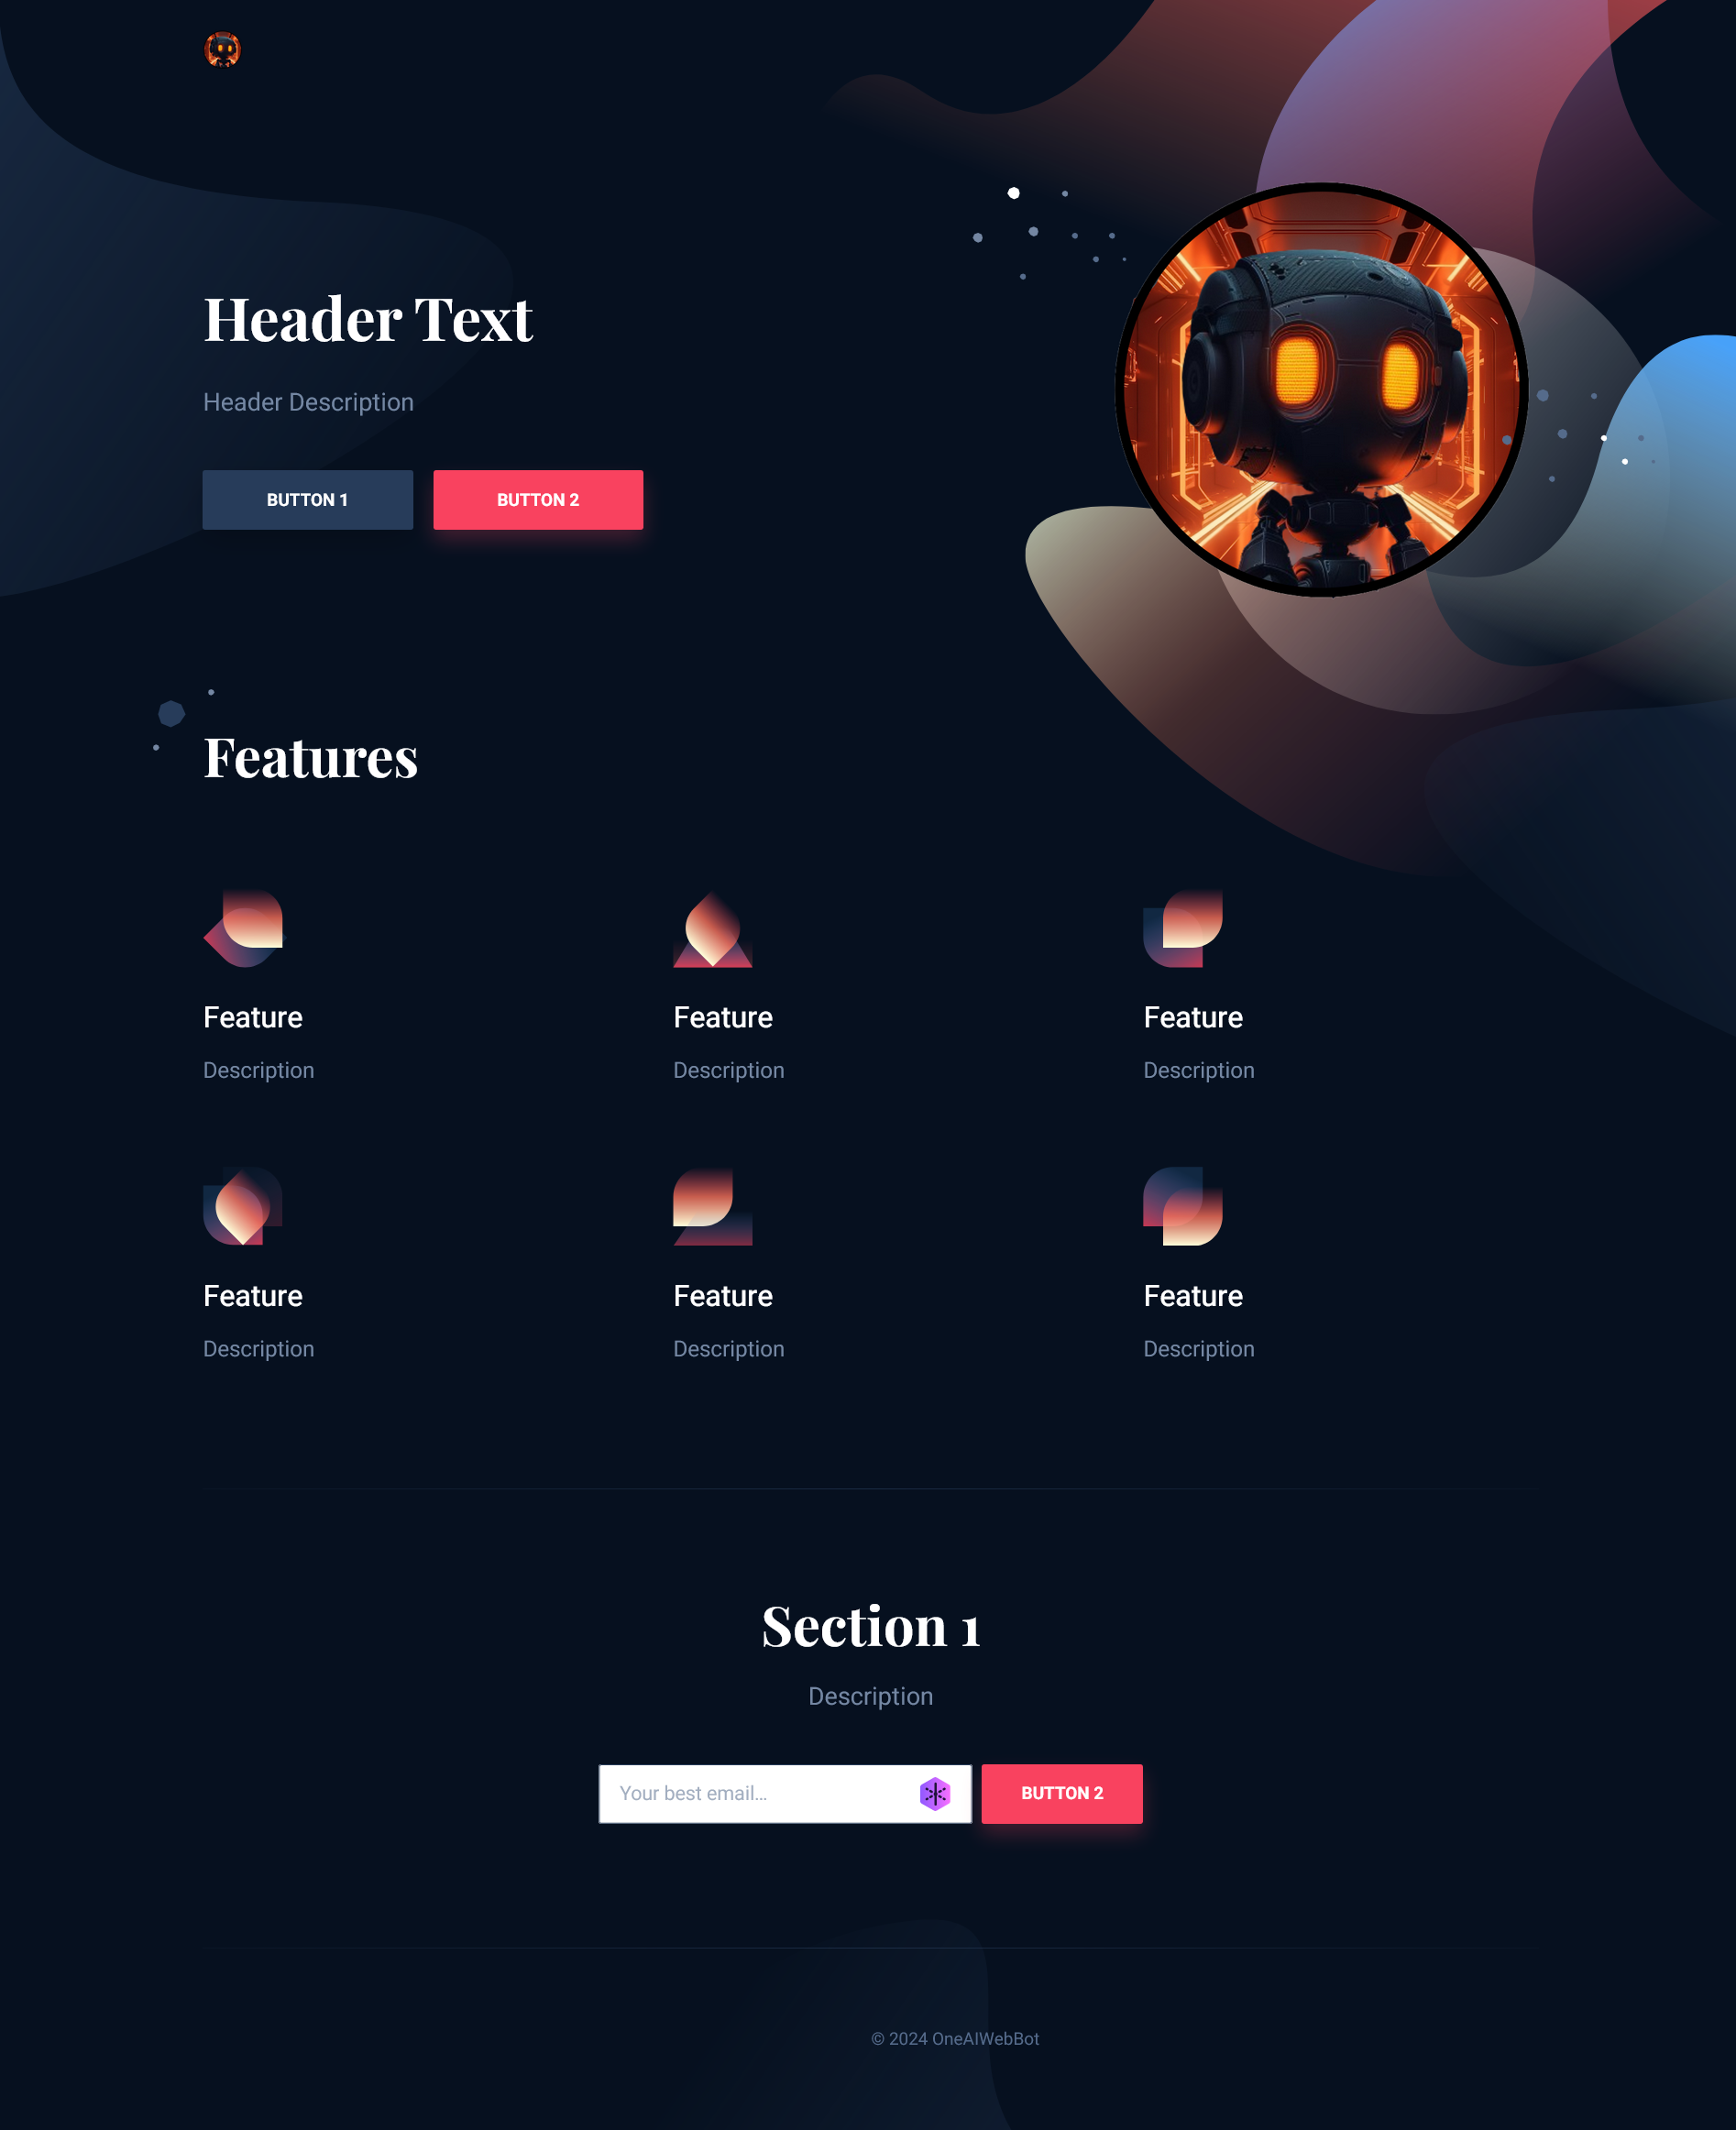 Header Text
Header Description
BUTTON 1
BUTTON 2
Features
Feature
Feature
Feature
Description
Description
Description
Feature
Feature
Feature
Description
Description
Description
Section 1
Description
Your best email...
BUTTON 2
© 2024 OneAIWebBot